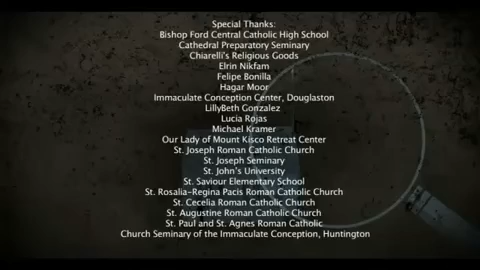 Special Thanks:
Bishop Ford Central Catholic High School
Cathedral Preparatory Seminary
Chiarelli's Religious Goods
Elrin Nikfam
Felipe Bonilla
Hagar Moor
Immaculate Conception Center, Douglaston
LillyBeth Gonzalez
Lucia Rojas
Michael Kramer
Our Lady of Mount Kisco Retreat Center
St. Joseph Roman Catholic Church
St. Joseph Seminary
St. John's University
St. Saviour Elementary School
St. Rosalia-Regina Pacis Roman Catholic Church
St. Cecelia Roman Catholic Church
St. Augustine Roman Catholic Church
St. Paul and St. Agnes Roman Catholic
Church Seminary of the Immaculate Conception, Huntington